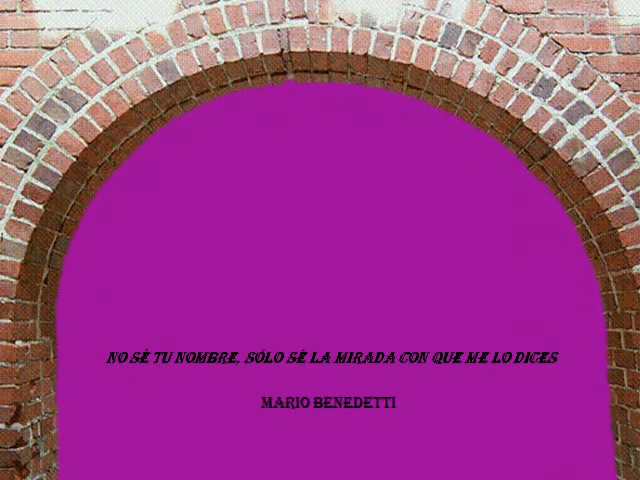 NO SÉ TU NOMBRE, SÓLO SÉ LA MIRADA CON QUE ME LO DICES
MARIO BENEDETTI